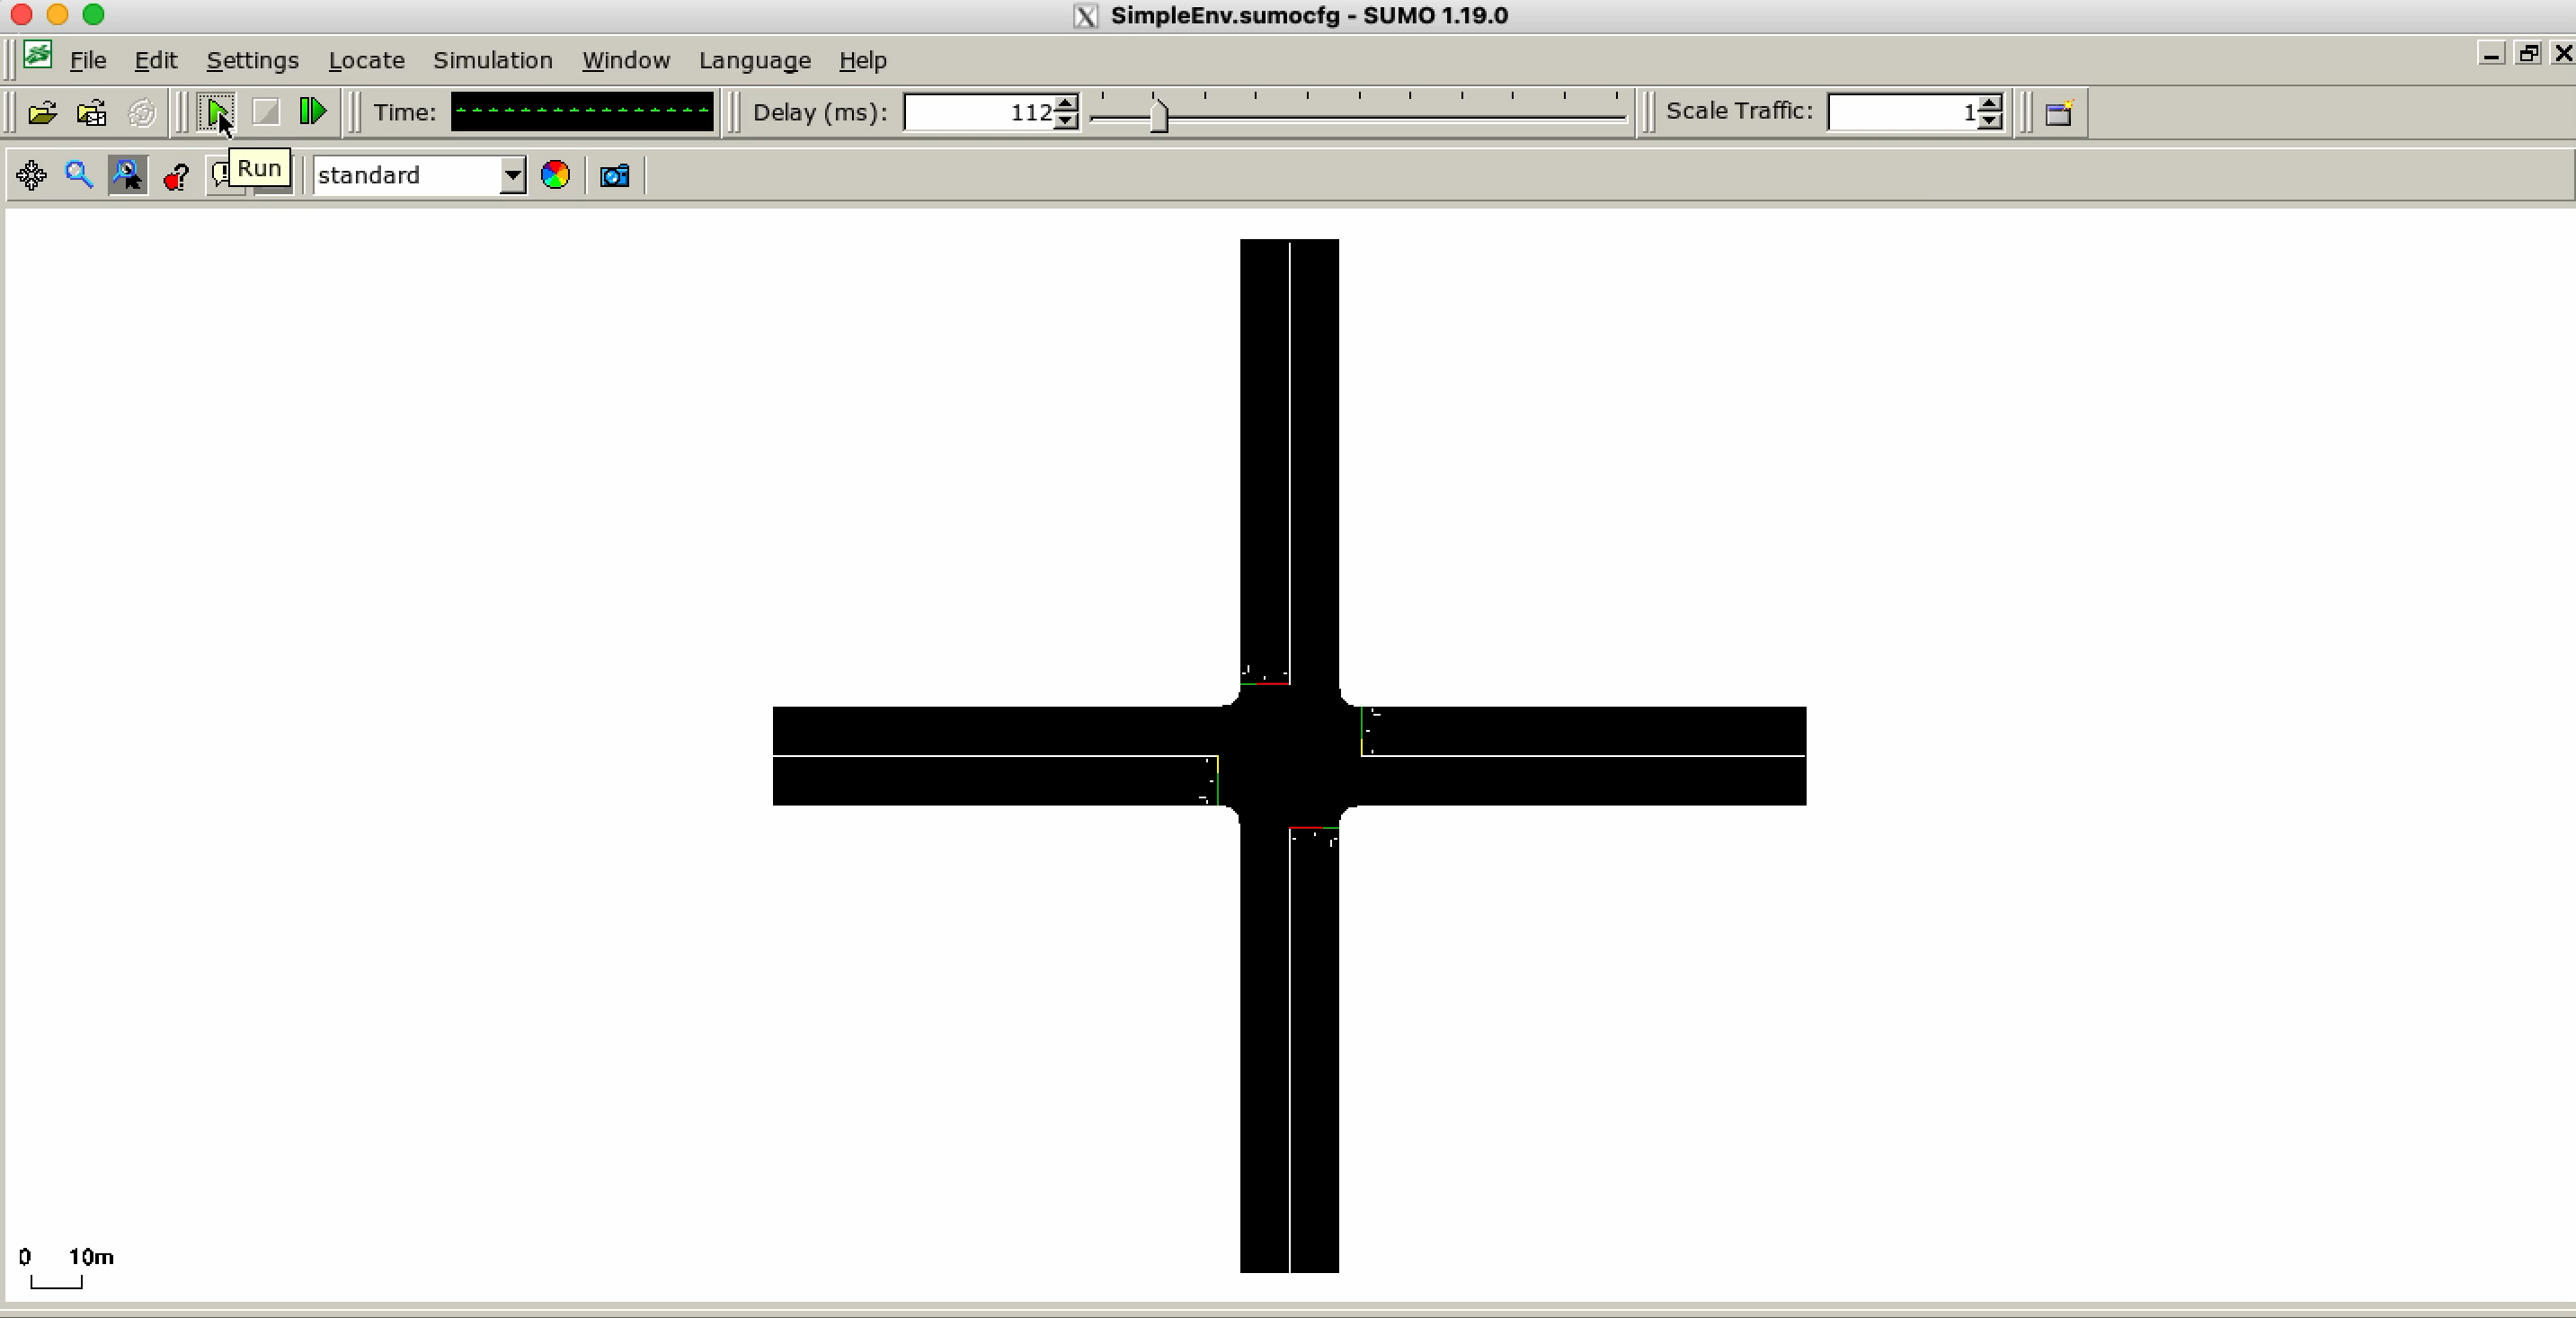 SimpleEnv.sumocfg - SUMO 1.19.0
File Edit Settings Locate Simulation Window Language Help
Time: Delay (ms): 112 Scale Traffic: 1
Run standard
0 10m